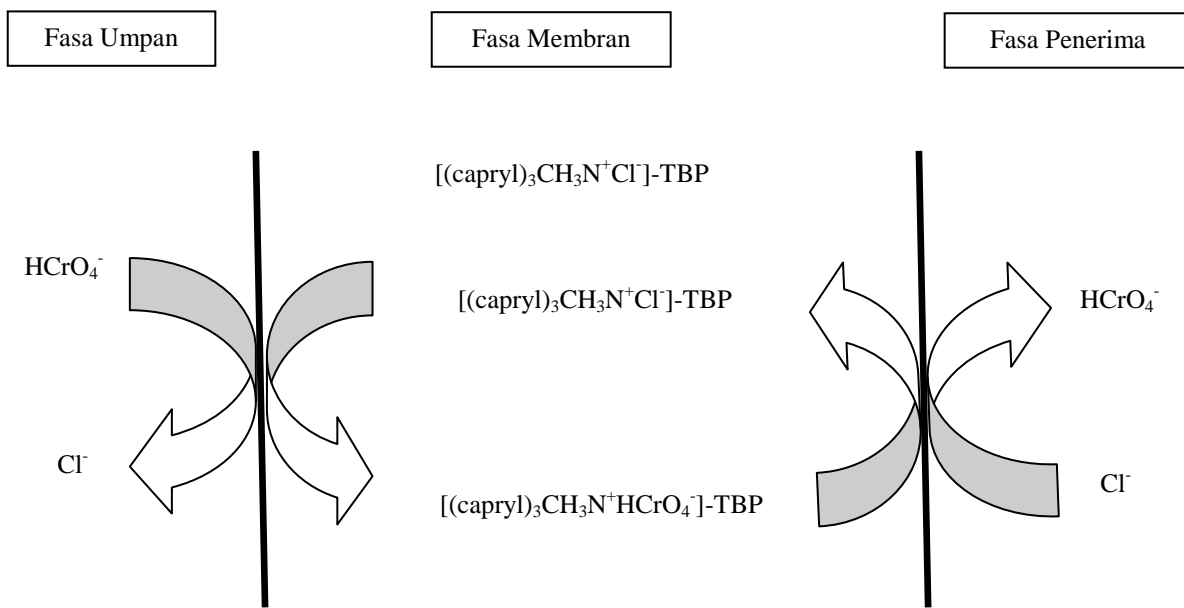 Fasa Umpan
Fasa Membran
Fasa Penerima
[(capryl)₃CH₃N⁺Cl⁻]-TBP
HCrO₄⁻
[(capryl)₃CH₃N⁺Cl⁻]-TBP
HCrO₄⁻
Cl⁻
[(capryl)₃CH₃N⁺HCrO₄⁻]-TBP
Cl⁻